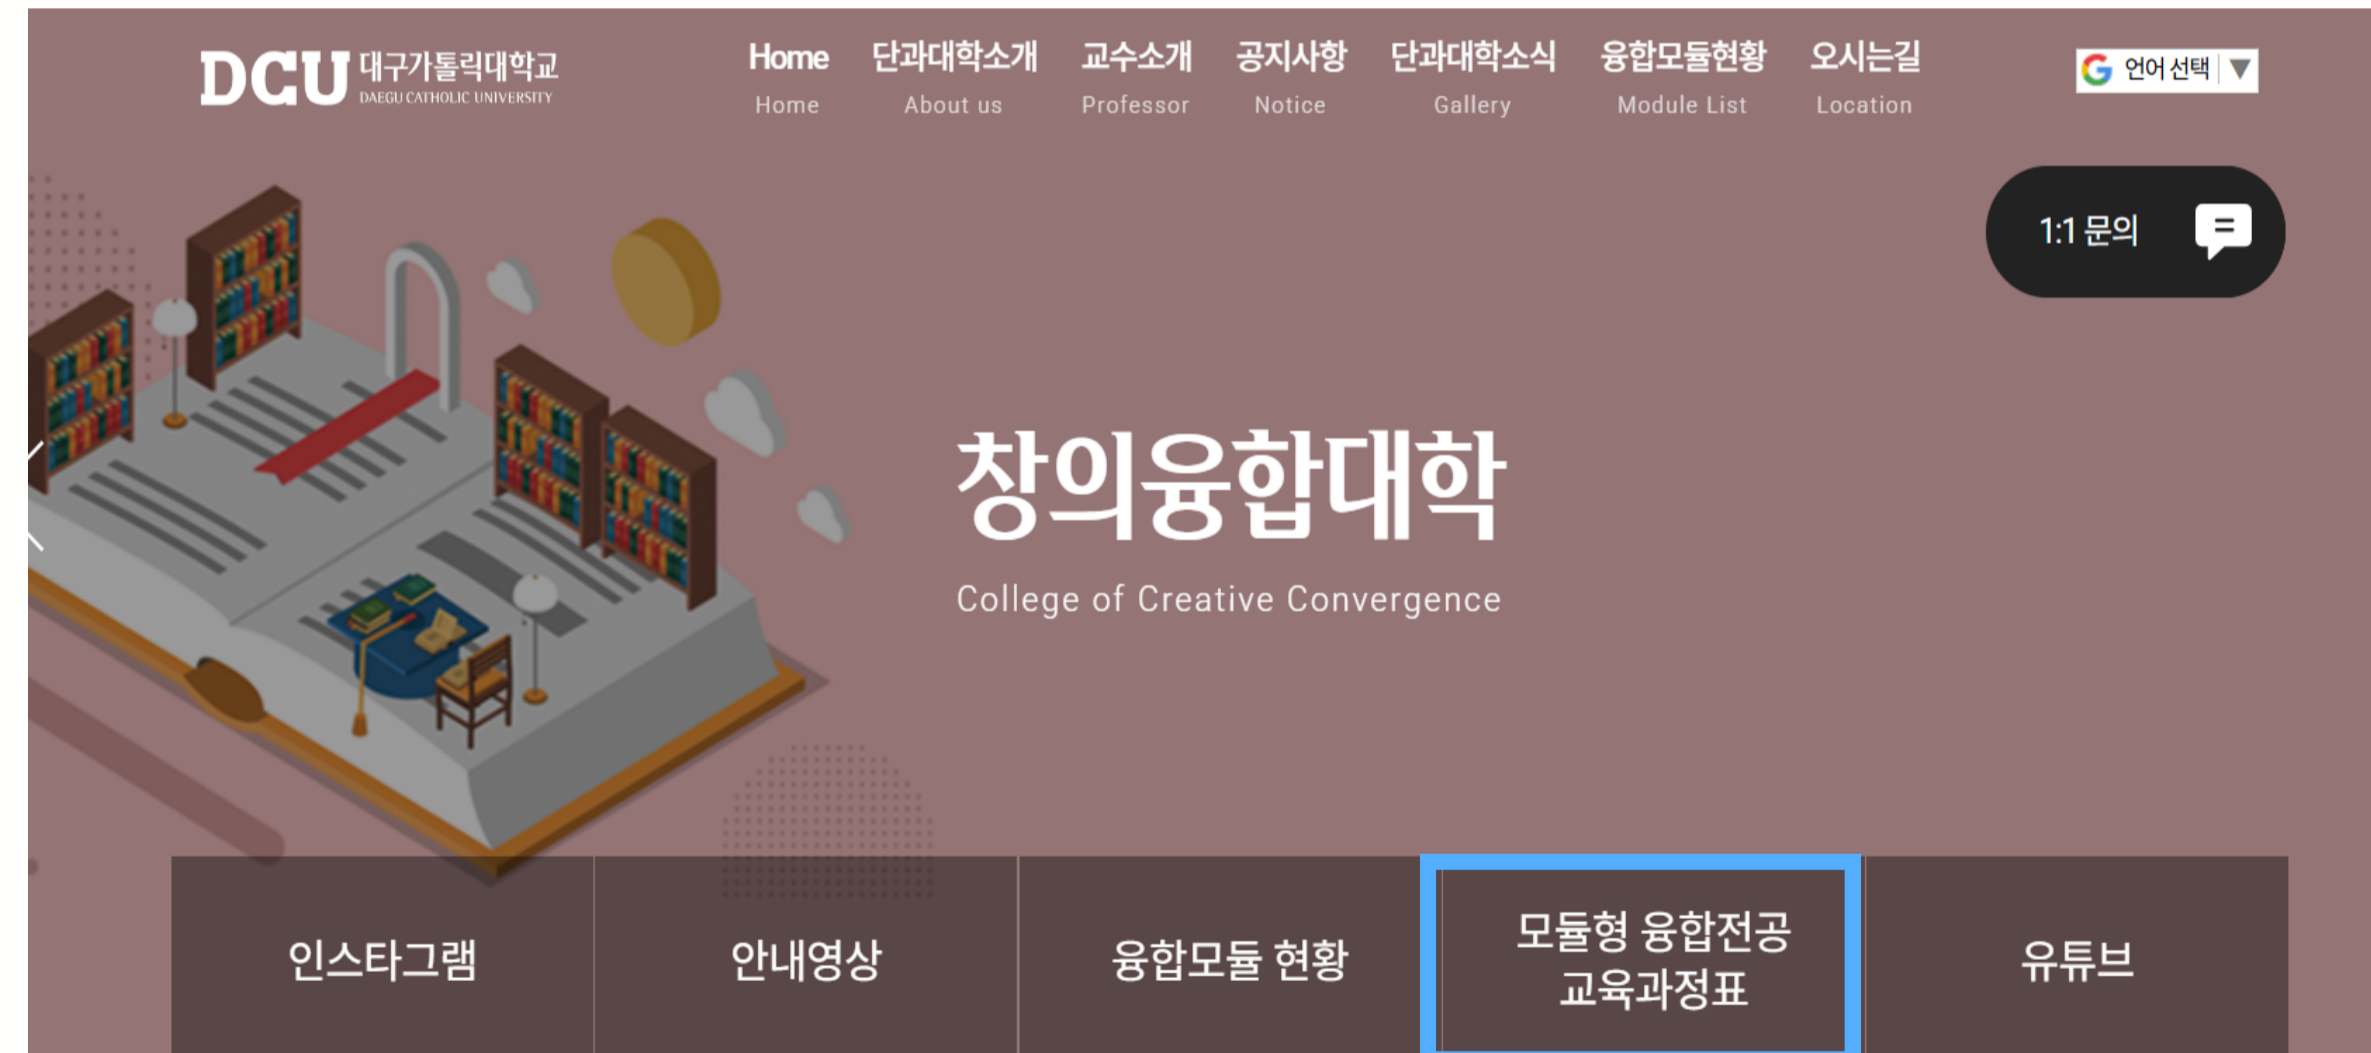 DCU 대구가톨릭대학교
DAEGU CATHOLIC UNIVERSITY
Home 단과대학소개 교수소개 공지사항 단과대학소식 융합모듈현황 오시는길
Home About us Professor Notice Gallery Module List Location
언어 선택 ▼
1:1 문의
창의융합대학
College of Creative Convergence
인스타그램
안내영상
융합모듈 현황
모듈형 융합전공
교육과정표
유튜브